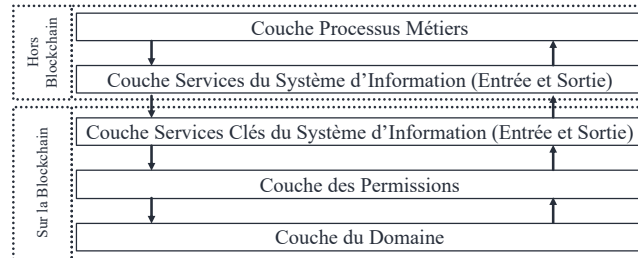 Hors
Blockchain
Couche Processus Métiers
Couche Services du Système d'Information (Entrée et Sortie)
Sur la Blockchain
Couche Services Clés du Système d'Information (Entrée et Sortie)
Couche des Permissions
Couche du Domaine